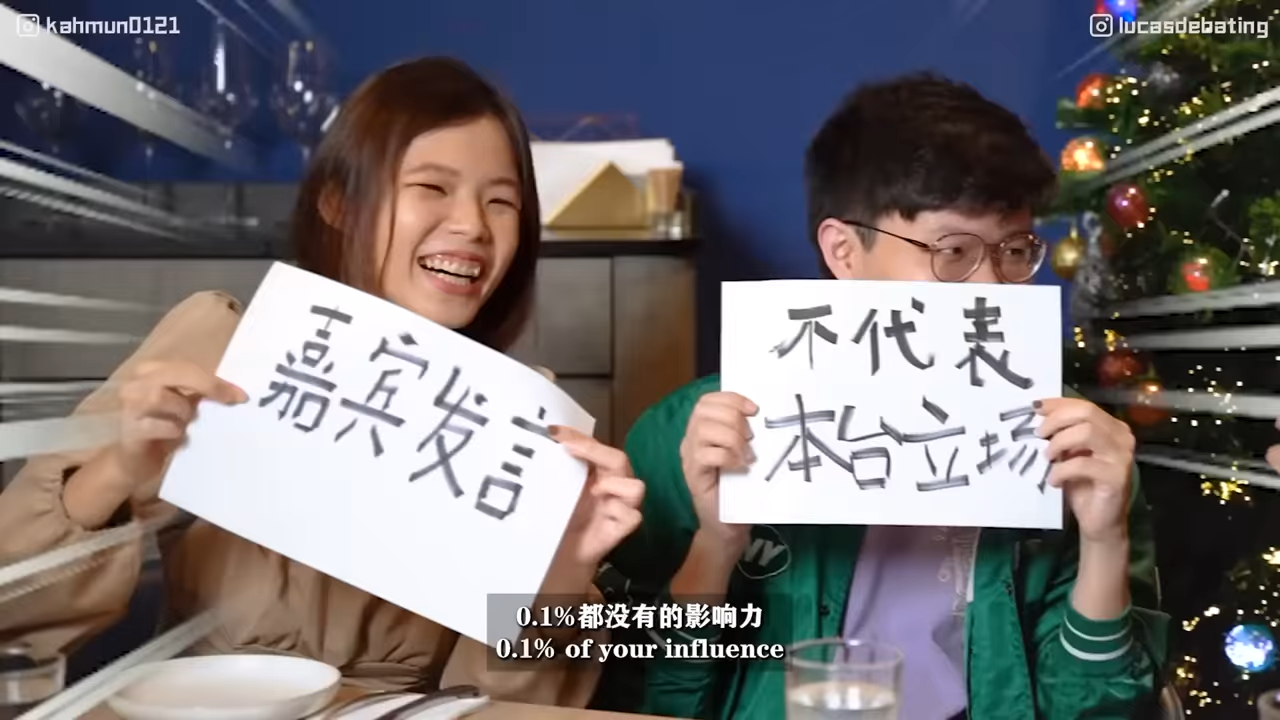 kahmun0121
lucasdebating
嘉宾发言
不代表
本台立场
NY
0.1%都没有的影响力
0.1% of your influence